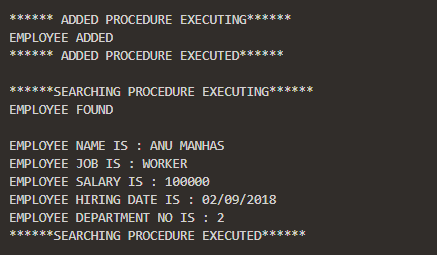 ****** ADDED PROCEDURE EXECUTING******
EMPLOYEE ADDED
****** ADDED PROCEDURE EXECUTED******
******SEARCHING PROCEDURE EXECUTING******
EMPLOYEE FOUND
EMPLOYEE NAME IS : ANU MANHAS
EMPLOYEE JOB IS : WORKER
EMPLOYEE SALARY IS : 100000
EMPLOYEE HIRING DATE IS : 02/09/2018
EMPLOYEE DEPARTMENT NO IS : 2
******SEARCHING PROCEDURE EXECUTED******